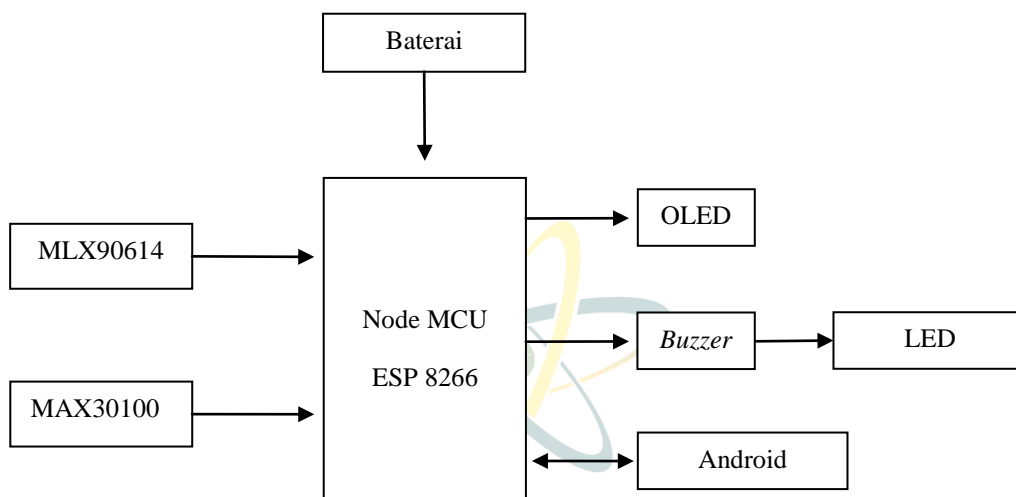 Baterai
OLED
MLX90614
Node MCU
ESP 8266
Buzzer
LED
MAX30100
Android